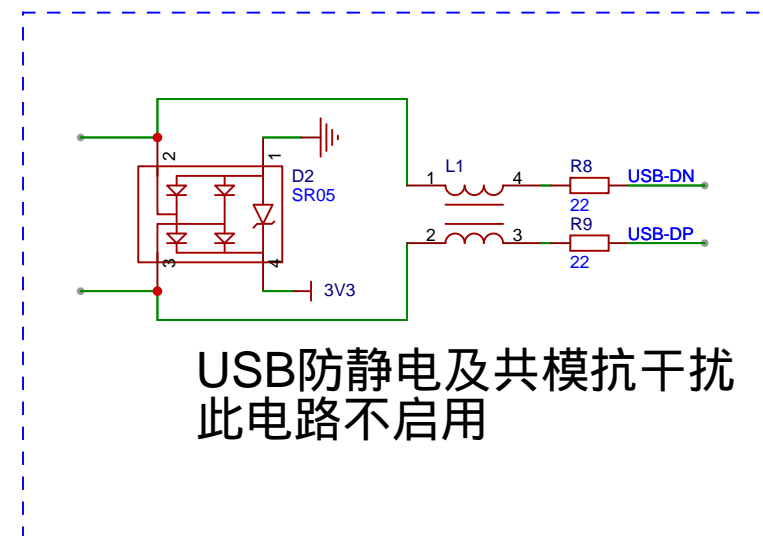 2
1
D2
SR05
3
4
3V3
L1
1
4
2
3
R8
22
USB-DN
R9
22
USB-DP
USB防静电及共模抗干扰
此电路不启用